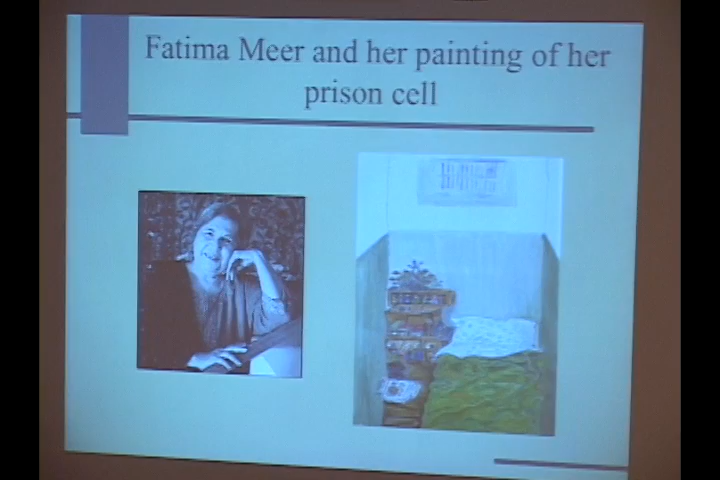 Fatima Meer and her painting of her
prison cell